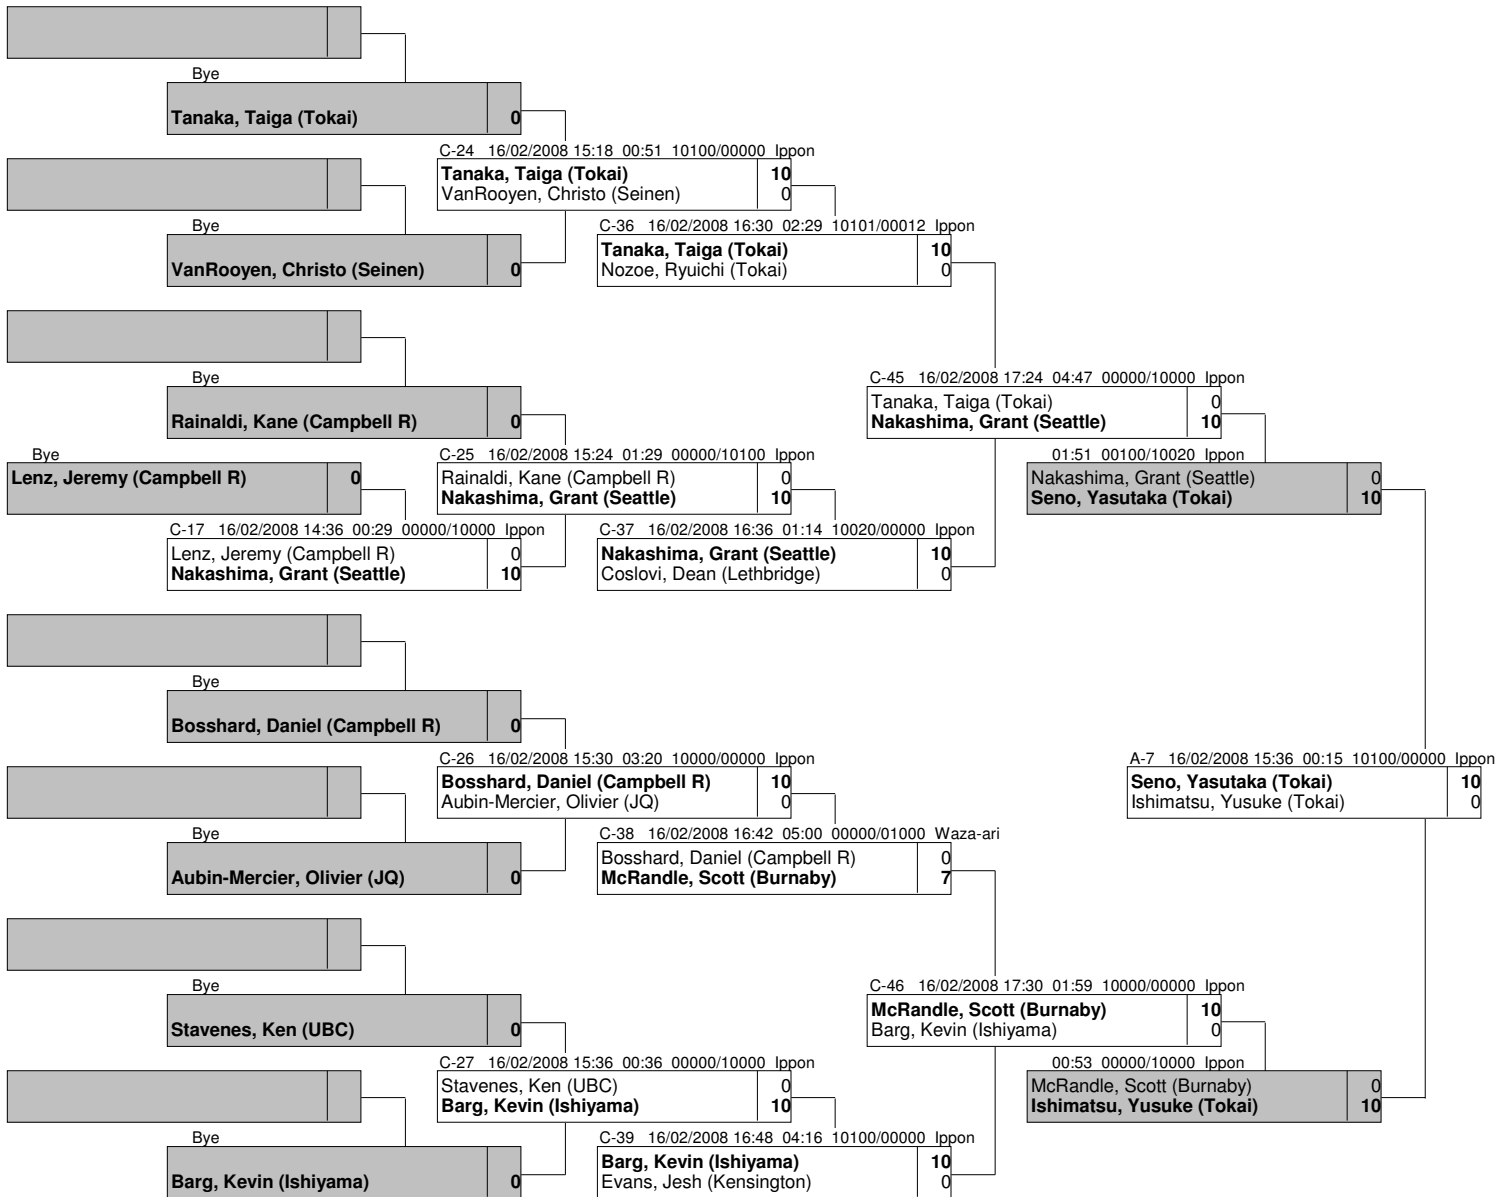 Bye
Tanaka, Taiga (Tokai) 0
C-24 16/02/2008 15:18 00:51 10100/00000 Ippon
Tanaka, Taiga (Tokai) 10
VanRooyen, Christo (Seinen) 0
Bye
VanRooyen, Christo (Seinen) 0
C-36 16/02/2008 16:30 02:29 10101/00012 Ippon
Tanaka, Taiga (Tokai) 10
Nozoe, Ryuichi (Tokai) 0
Bye
Rainaldi, Kane (Campbell R) 0
C-45 16/02/2008 17:24 04:47 00000/10000 Ippon
Tanaka, Taiga (Tokai) 0
Nakashima, Grant (Seattle) 10
Bye
Lenz, Jeremy (Campbell R) 0
C-25 16/02/2008 15:24 01:29 00000/10100 Ippon
Rainaldi, Kane (Campbell R) 0
Nakashima, Grant (Seattle) 10
01:51 00100/10020 Ippon
Nakashima, Grant (Seattle) 0
Seno, Yasutaka (Tokai) 10
C-17 16/02/2008 14:36 00:29 00000/10000 Ippon
Lenz, Jeremy (Campbell R) 0
Nakashima, Grant (Seattle) 10
C-37 16/02/2008 16:36 01:14 10020/00000 Ippon
Nakashima, Grant (Seattle) 10
Coslovi, Dean (Lethbridge) 0
Bye
Bosshard, Daniel (Campbell R) 0
C-26 16/02/2008 15:30 03:20 10000/00000 Ippon
Bosshard, Daniel (Campbell R) 10
Aubin-Mercier, Olivier (JQ) 0
A-7 16/02/2008 15:36 00:15 10100/00000 Ippon
Seno, Yasutaka (Tokai) 10
Ishimatsu, Yusuke (Tokai) 0
Bye
Aubin-Mercier, Olivier (JQ) 0
C-38 16/02/2008 16:42 05:00 00000/01000 Waza-ari
Bosshard, Daniel (Campbell R) 0
McRandle, Scott (Burnaby) 7
Bye
Stavenes, Ken (UBC) 0
C-46 16/02/2008 17:30 01:59 10000/00000 Ippon
McRandle, Scott (Burnaby) 10
Barg, Kevin (Ishiyama) 0
C-27 16/02/2008 15:36 00:36 00000/10000 Ippon
Stavenes, Ken (UBC) 0
Barg, Kevin (Ishiyama) 10
00:53 00000/10000 Ippon
McRandle, Scott (Burnaby) 0
Ishimatsu, Yusuke (Tokai) 10
Bye
Barg, Kevin (Ishiyama) 0
C-39 16/02/2008 16:48 04:16 10100/00000 Ippon
Barg, Kevin (Ishiyama) 10
Evans, Jesh (Kensington) 0